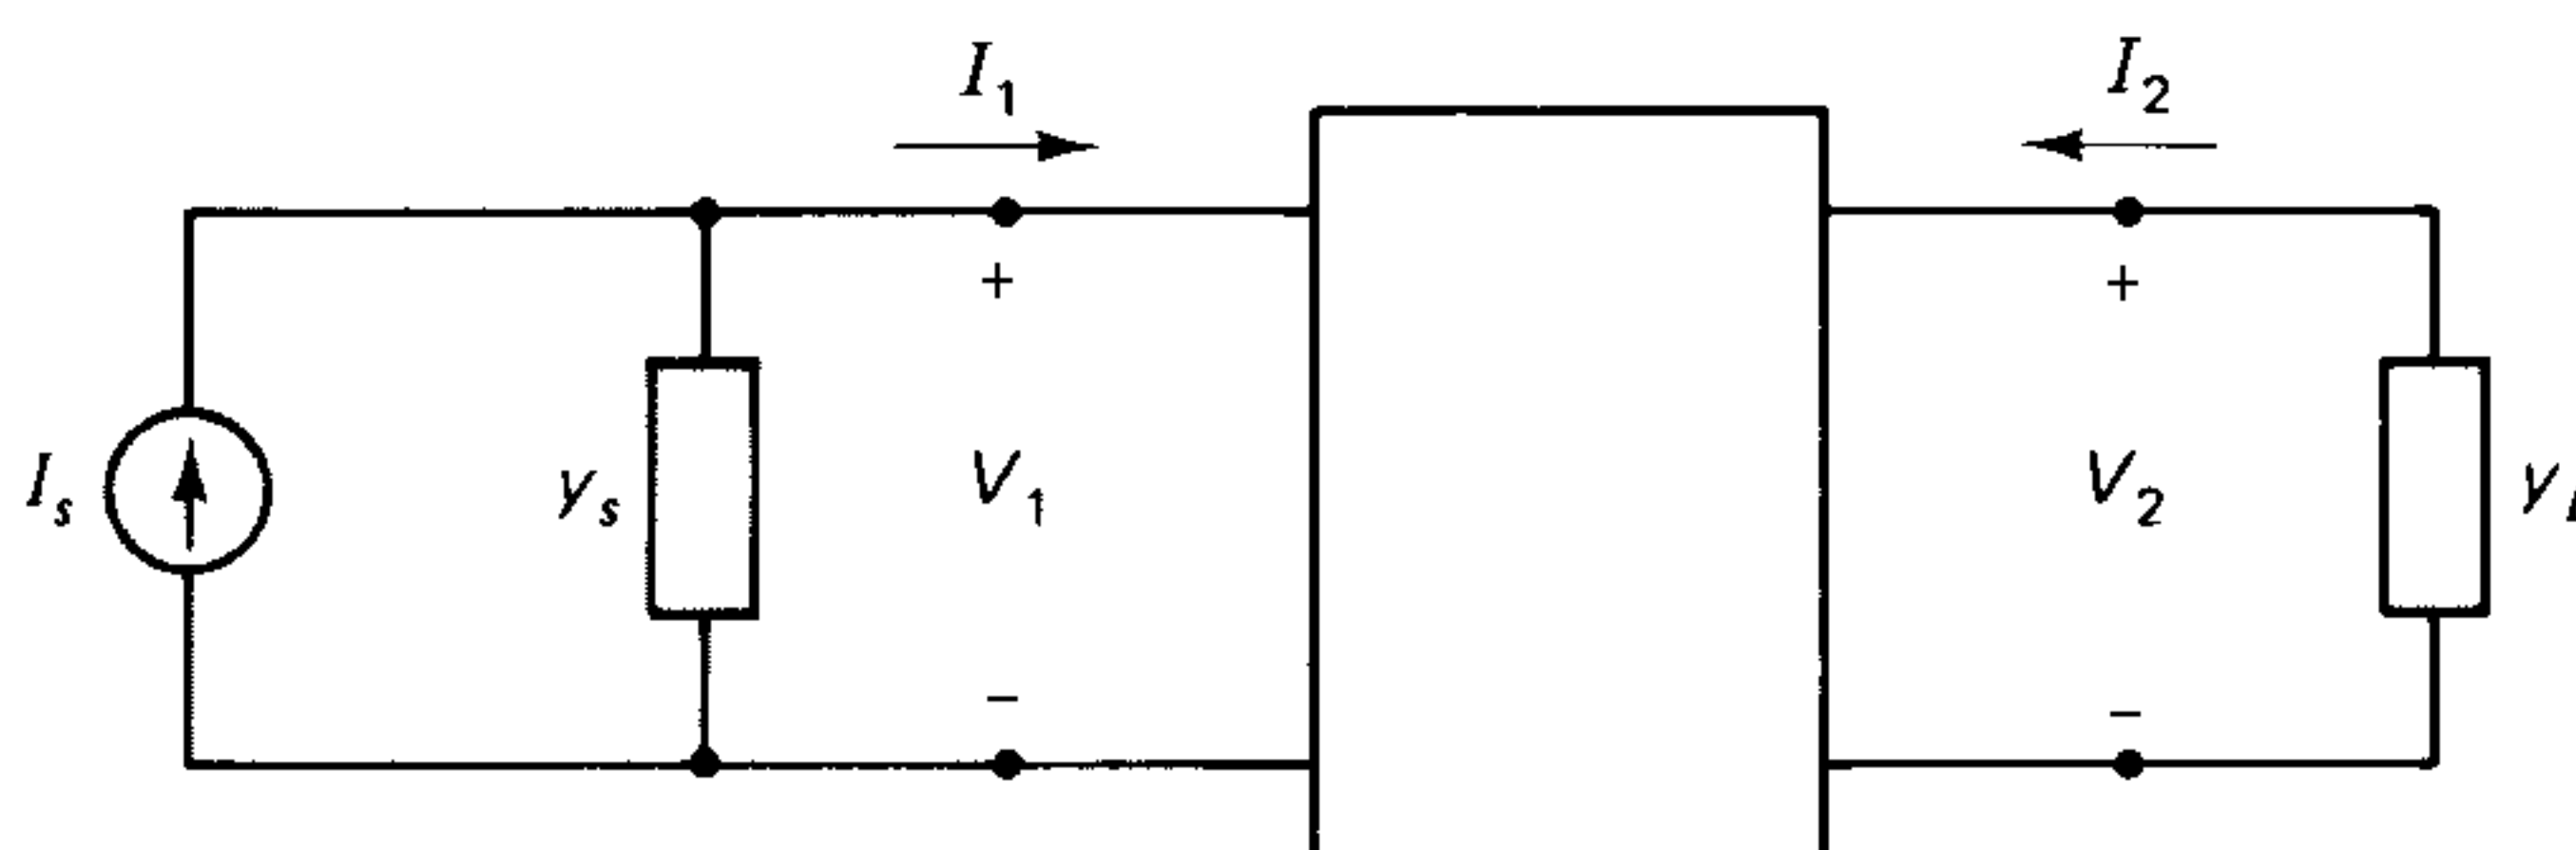 I₁
I₂
+
+
Iₛ
yₛ
V₁
V₂
y
−
−